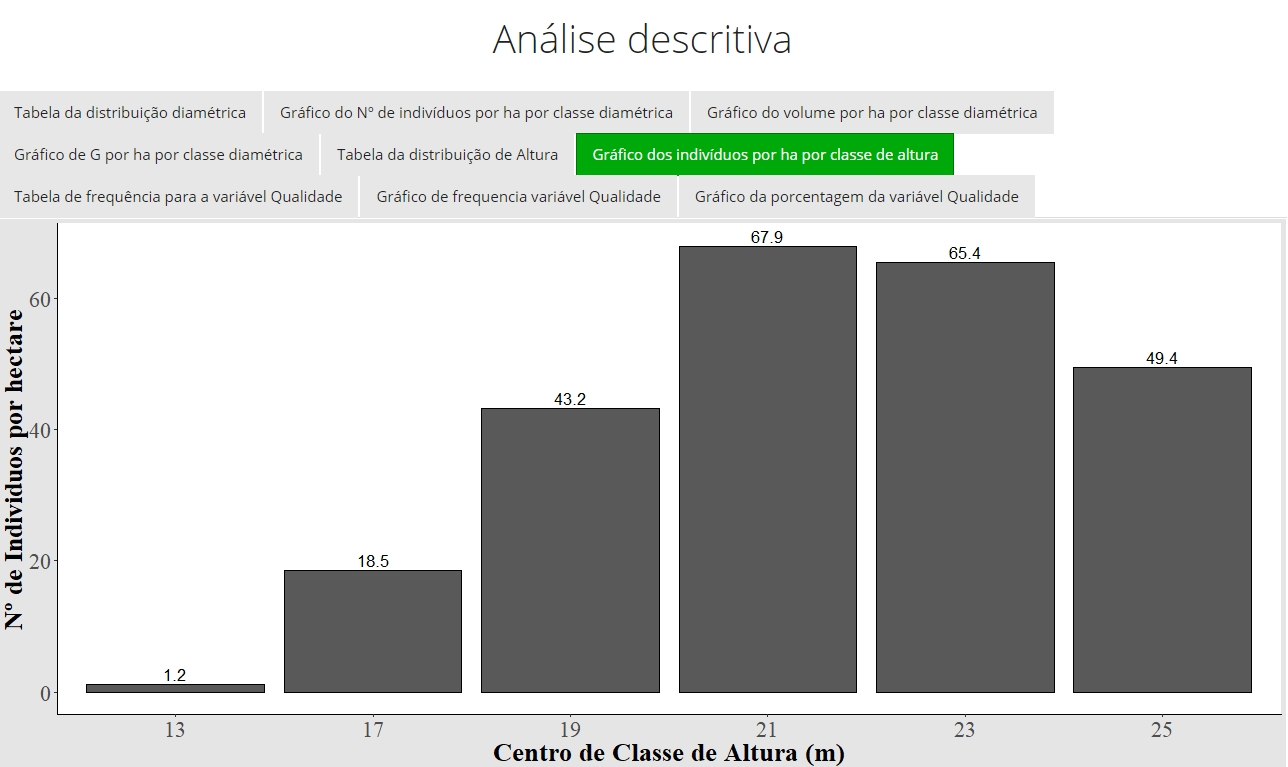 Análise descritiva
Tabela da distribuição diamétrica
Gráfico do Nº de indivíduos por ha por classe diamétrica
Gráfico do volume por ha por classe diamétrica
Gráfico de G por ha por classe diamétrica
Tabela da distribuição de Altura
Gráfico dos indivíduos por ha por classe de altura
Tabela de frequência para a variável Qualidade
Gráfico de frequencia variável Qualidade
Gráfico da porcentagem da variável Qualidade
Nº de Individuos por hectare
60
40
20
0
1.2
18.5
43.2
67.9
65.4
49.4
13
17
19
21
23
25
Centro de Classe de Altura (m)